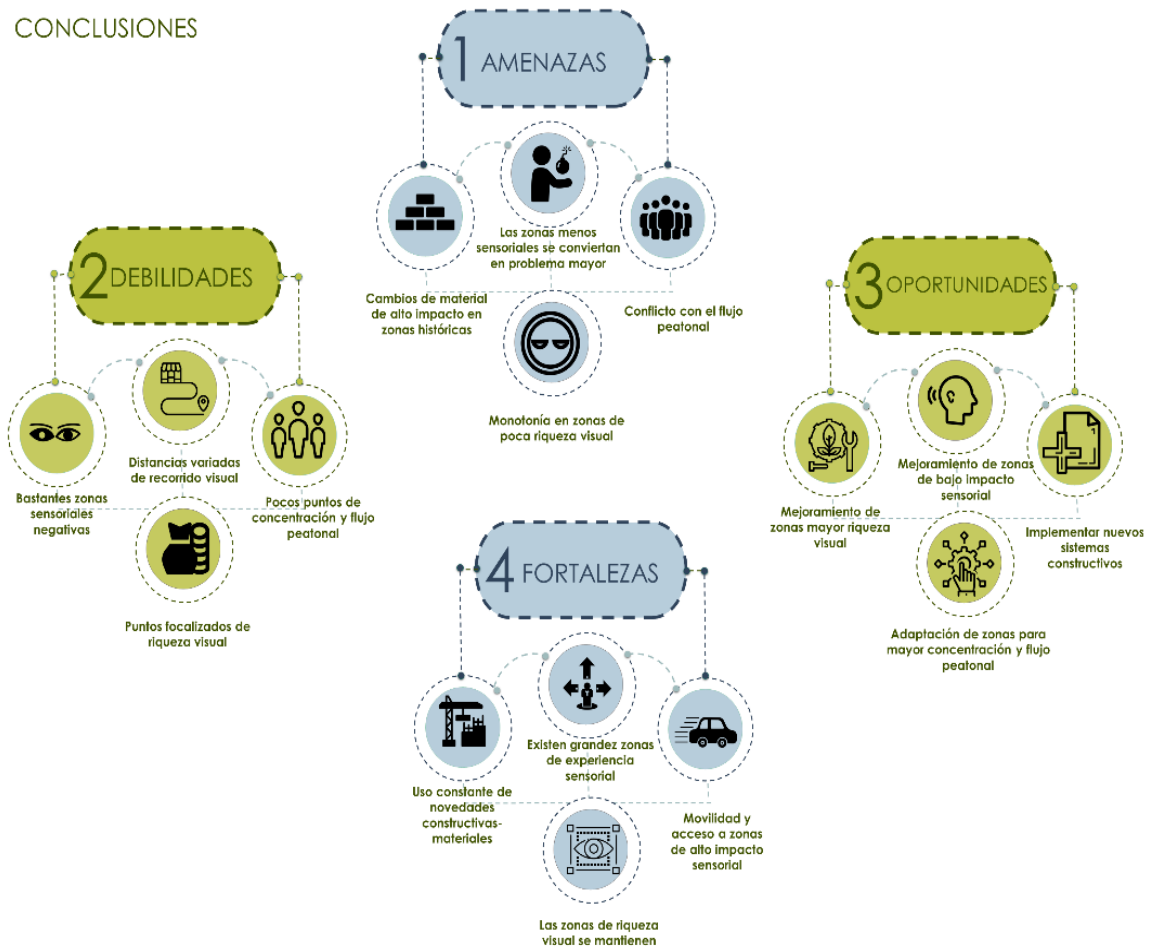 CONCLUSIONES
1 AMENAZAS
Las zonas menos
sensoriales se conviertan
en problema mayor
Cambios de material
de alto impacto en
zonas históricas
Conflicto con el flujo
peatonal
Monotonía en zonas de
poca riqueza visual
2 DEBILIDADES
Distancias variadas
de recorrido visual
Bastantes zonas
sensoriales
negativas
Pocos puntos de
concentración y flujo
peatonal
Puntos focalizados de
riqueza visual
3 OPORTUNIDADES
Mejoramiento de zonas
de bajo impacto
sensorial
Mejoramiento de
zonas mayor riqueza
visual
Implementar nuevos
sistemas
constructivos
Adaptación de zonas para
mayor concentración y flujo
peatonal
4 FORTALEZAS
Existen grandez zonas
de experiencia
sensorial
Uso constante de
novedades
constructivas-
materiales
Movilidad y
acceso a zonas
de alto impacto
sensorial
Las zonas de riqueza
visual se mantienen